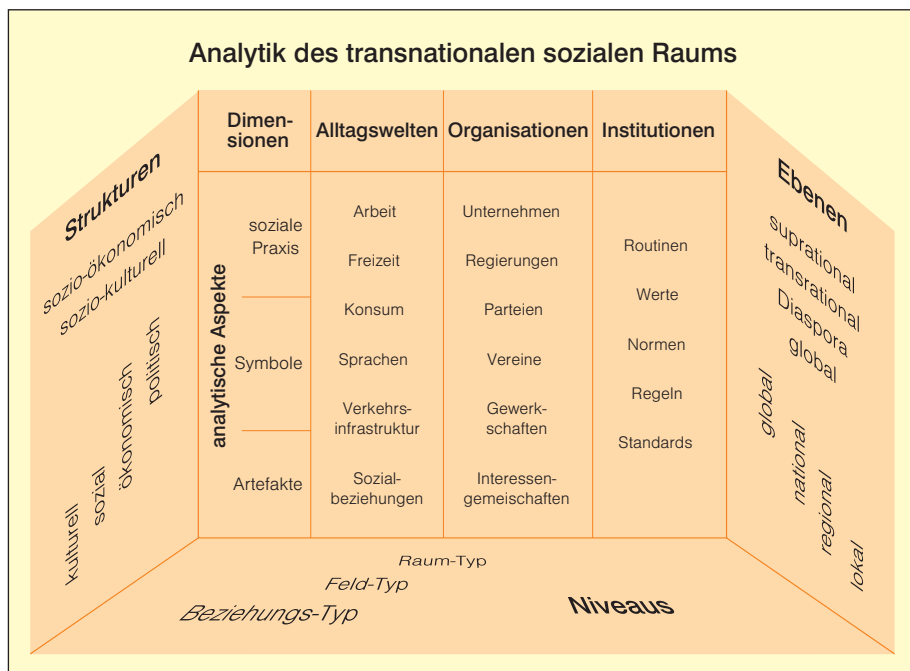 Analytik des transnationalen sozialen Raums
Strukturen
sozio-ökonomisch
sozio-kulturell
kulturell
sozial
ökonomisch
politisch
Dimen-
sionen
analytische Aspekte
soziale
Praxis
Symbole
Artefakte
Alltagswelten
Arbeit
Freizeit
Konsum
Sprachen
Verkehrs-
infrastruktur
Sozial-
beziehungen
Organisationen
Unternehmen
Regierungen
Parteien
Vereine
Gewerk-
schaften
Interessen-
gemeischaften
Institutionen
Routinen
Werte
Normen
Regeln
Standards
Ebenen
suprational
transrational
Diaspora
global
global
national
regional
lokal
Raum-Typ
Feld-Typ
Beziehungs-Typ
Niveaus